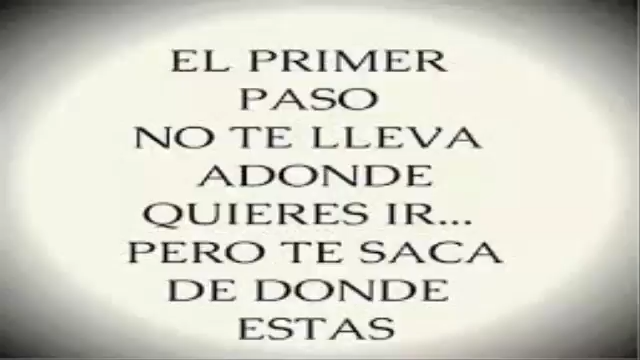 EL PRIMER
PASO
NO TE LLEVA
ADONDE
QUIERES IR...
PERO TE SACA
DE DONDE
ESTAS